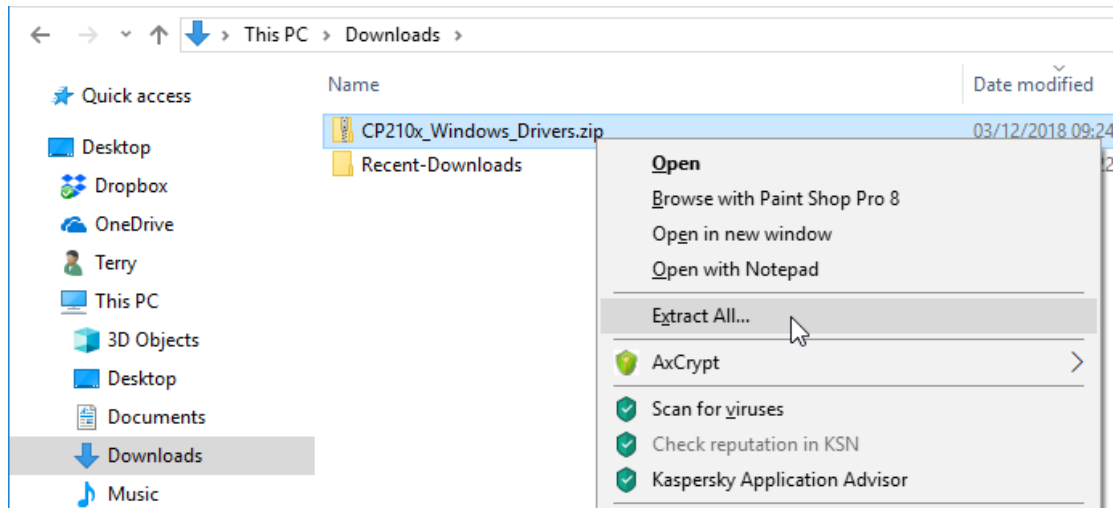 This PC > Downloads >
Quick access
Desktop
Dropbox
OneDrive
Terry
This PC
3D Objects
Desktop
Documents
Downloads
Music
Name
Date modified
CP210x_Windows_Drivers.zip
03/12/2018 09:24
Recent-Downloads
Open
Browse with Paint Shop Pro 8
Open in new window
Open with Notepad
Extract All...
AxCrypt
Scan for viruses
Check reputation in KSN
Kaspersky Application Advisor